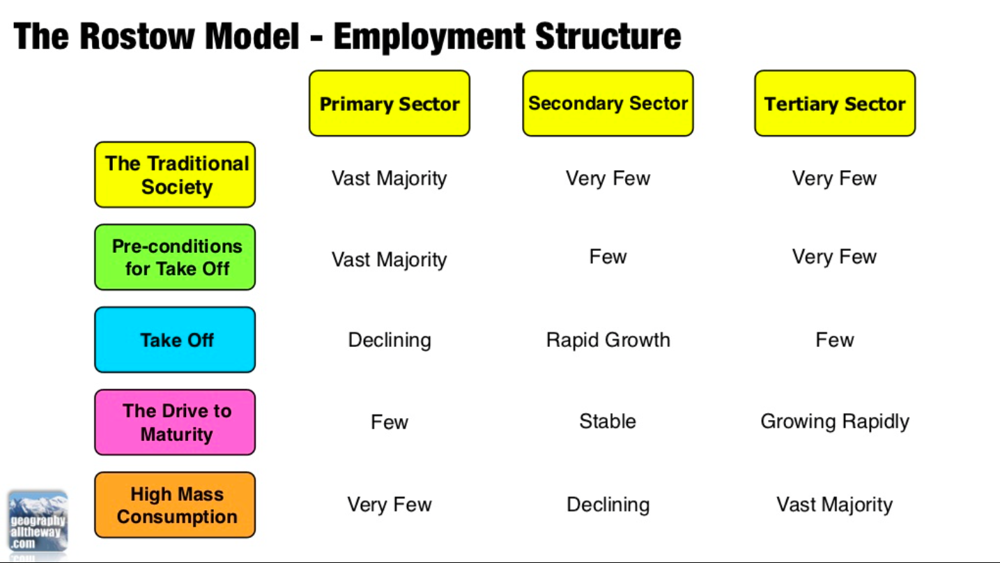 The Rostow Model - Employment Structure
Primary Sector
Secondary Sector
Tertiary Sector
The Traditional
Society
Vast Majority
Very Few
Very Few
Pre-conditions
for Take Off
Vast Majority
Few
Very Few
Take Off
Declining
Rapid Growth
Few
The Drive to
Maturity
Few
Stable
Growing Rapidly
High Mass
Consumption
Very Few
Declining
Vast Majority
geography
alltheway
.com